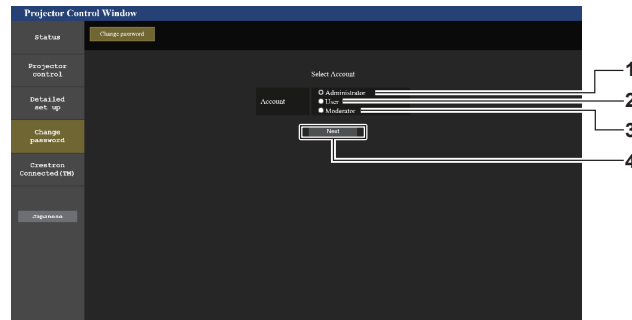 Projector Control Window
Status
Change password
Projector
control
Detailed
set up
Change
password
Crestron
Connected(TM)
Japanese
Select Account
Account
Administrator
User
Moderator
Next
1
2
3
4